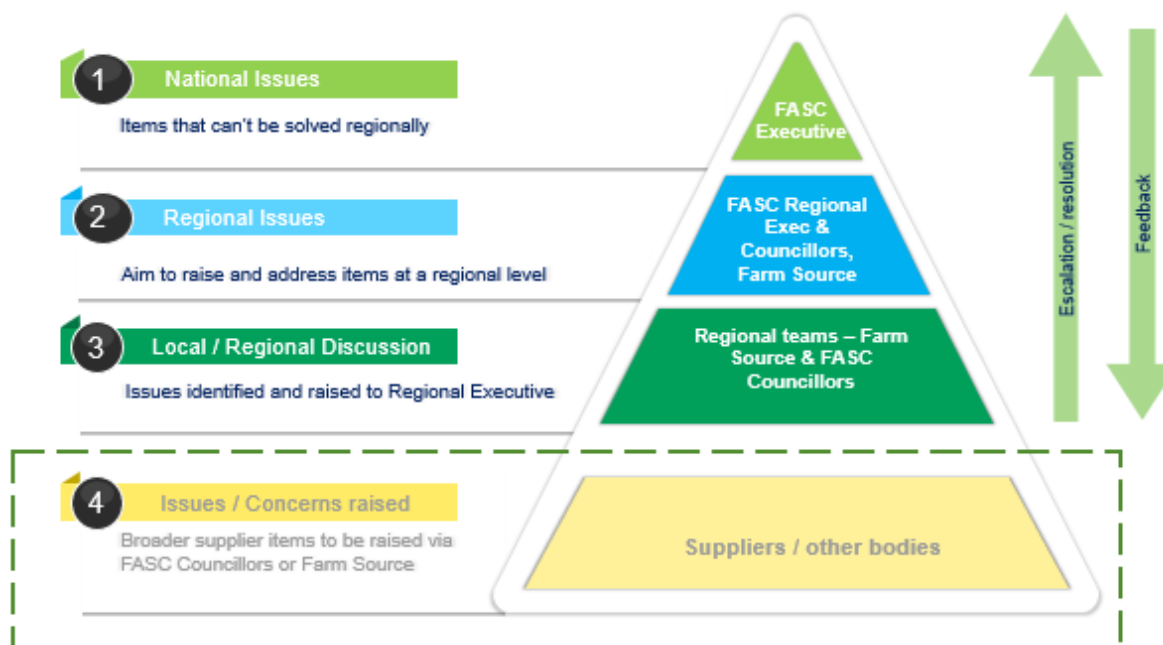 1 National Issues
Items that can't be solved regionally
FASC
Executive
2 Regional Issues
Aim to raise and address items at a regional level
FASC Regional
Exec &
Councillors,
Farm Source
3 Local / Regional Discussion
Issues identified and raised to Regional Executive
Regional teams – Farm
Source & FASC
Councillors
4 Issues / Concerns raised
Broader supplier items to be raised via
FASC Councillors or Farm Source
Suppliers / other bodies
Escalation / resolution
Feedback